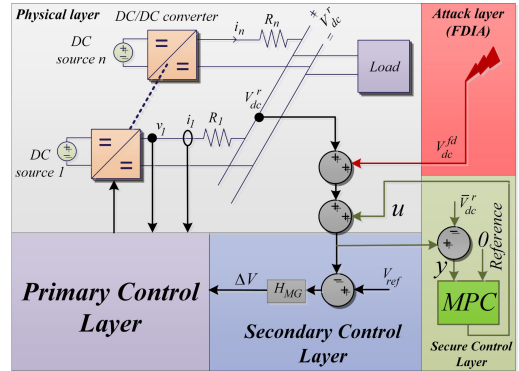 Physical layer
DC/DC converter
i_n
R_n
V_dc^r
Attack layer
(FDIA)
DC
source n
Load
V_dc^r
v_1
i_1
R_1
DC
source 1
V_dc^fd
u
V̄_dc^r
0
Reference
y
MPC
Primary Control
Layer
ΔV
H_MG
V_ref
Secondary Control
Layer
Secure Control
Layer